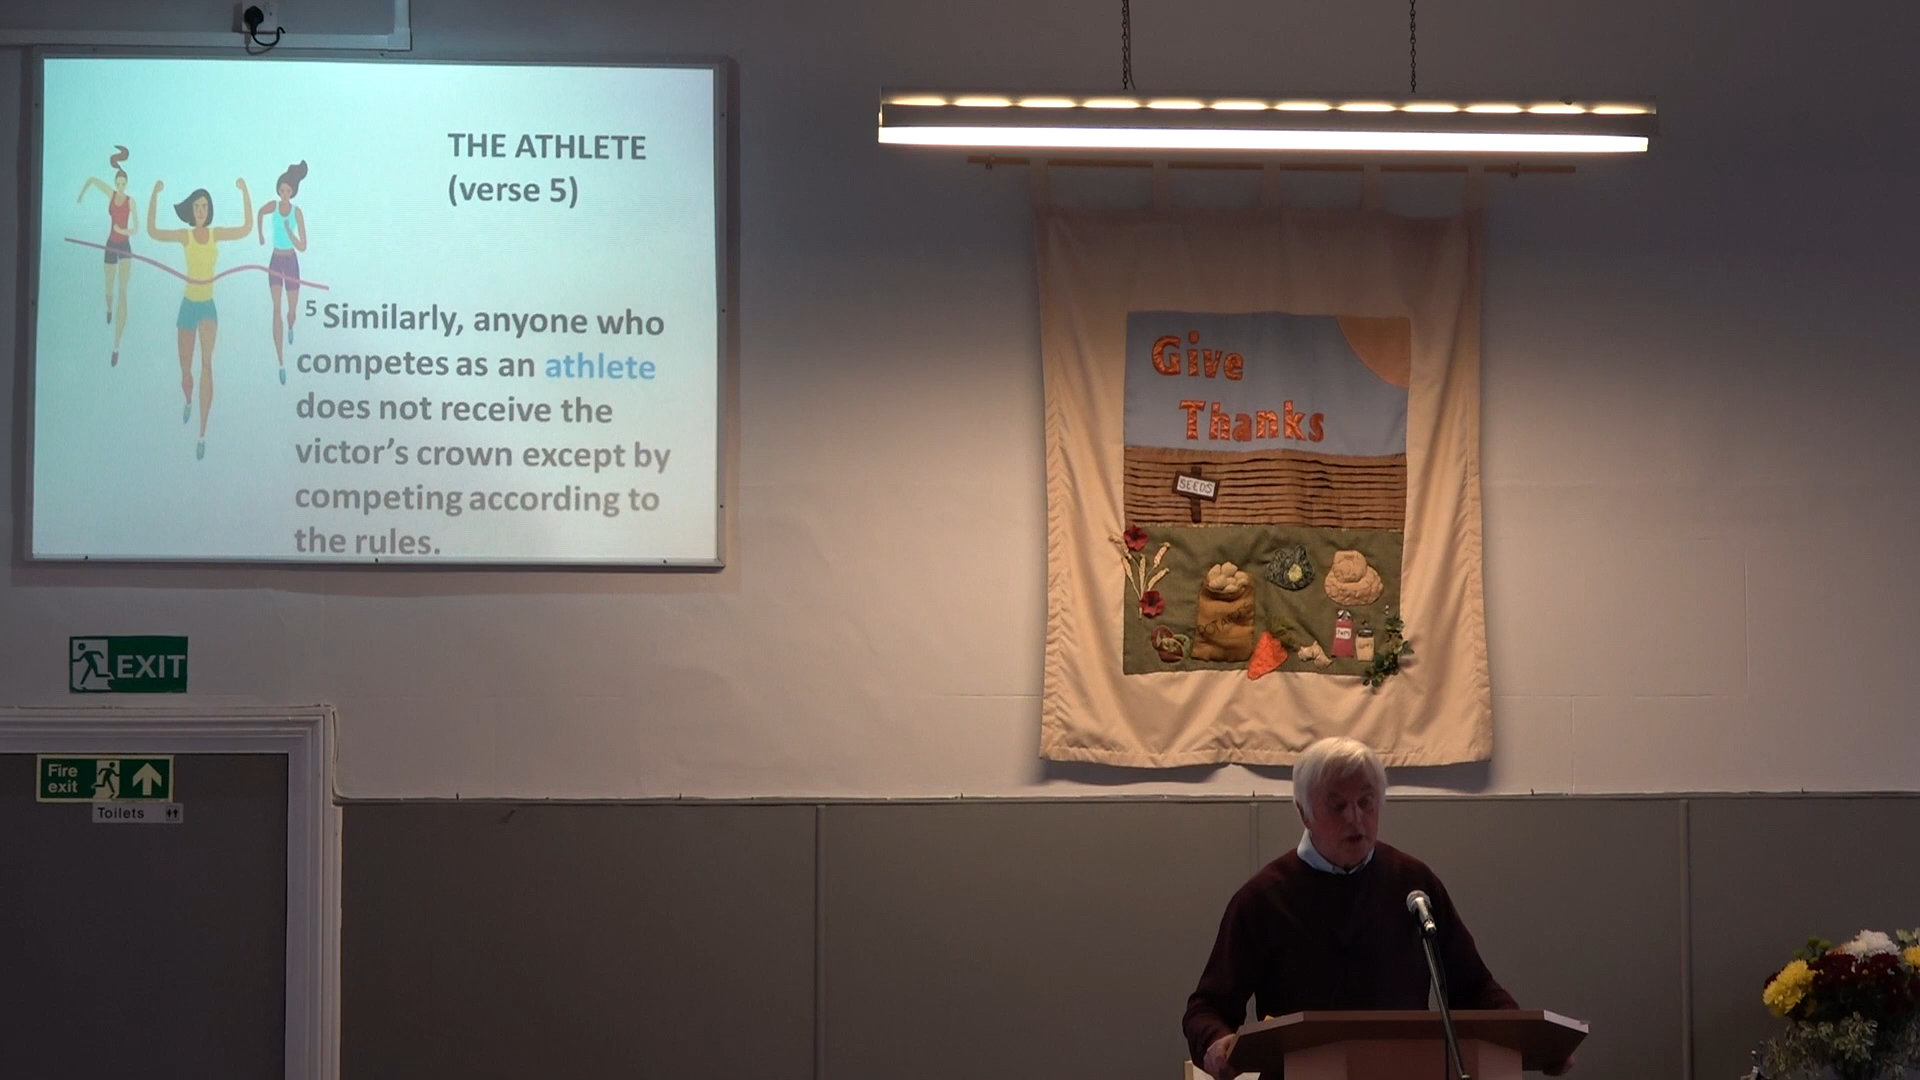 THE ATHLETE
(verse 5)
5 Similarly, anyone who
competes as an athlete
does not receive the
victor's crown except by
competing according to
the rules.
Give
Thanks
SEEDS
EXIT
Fire
exit
Toilets